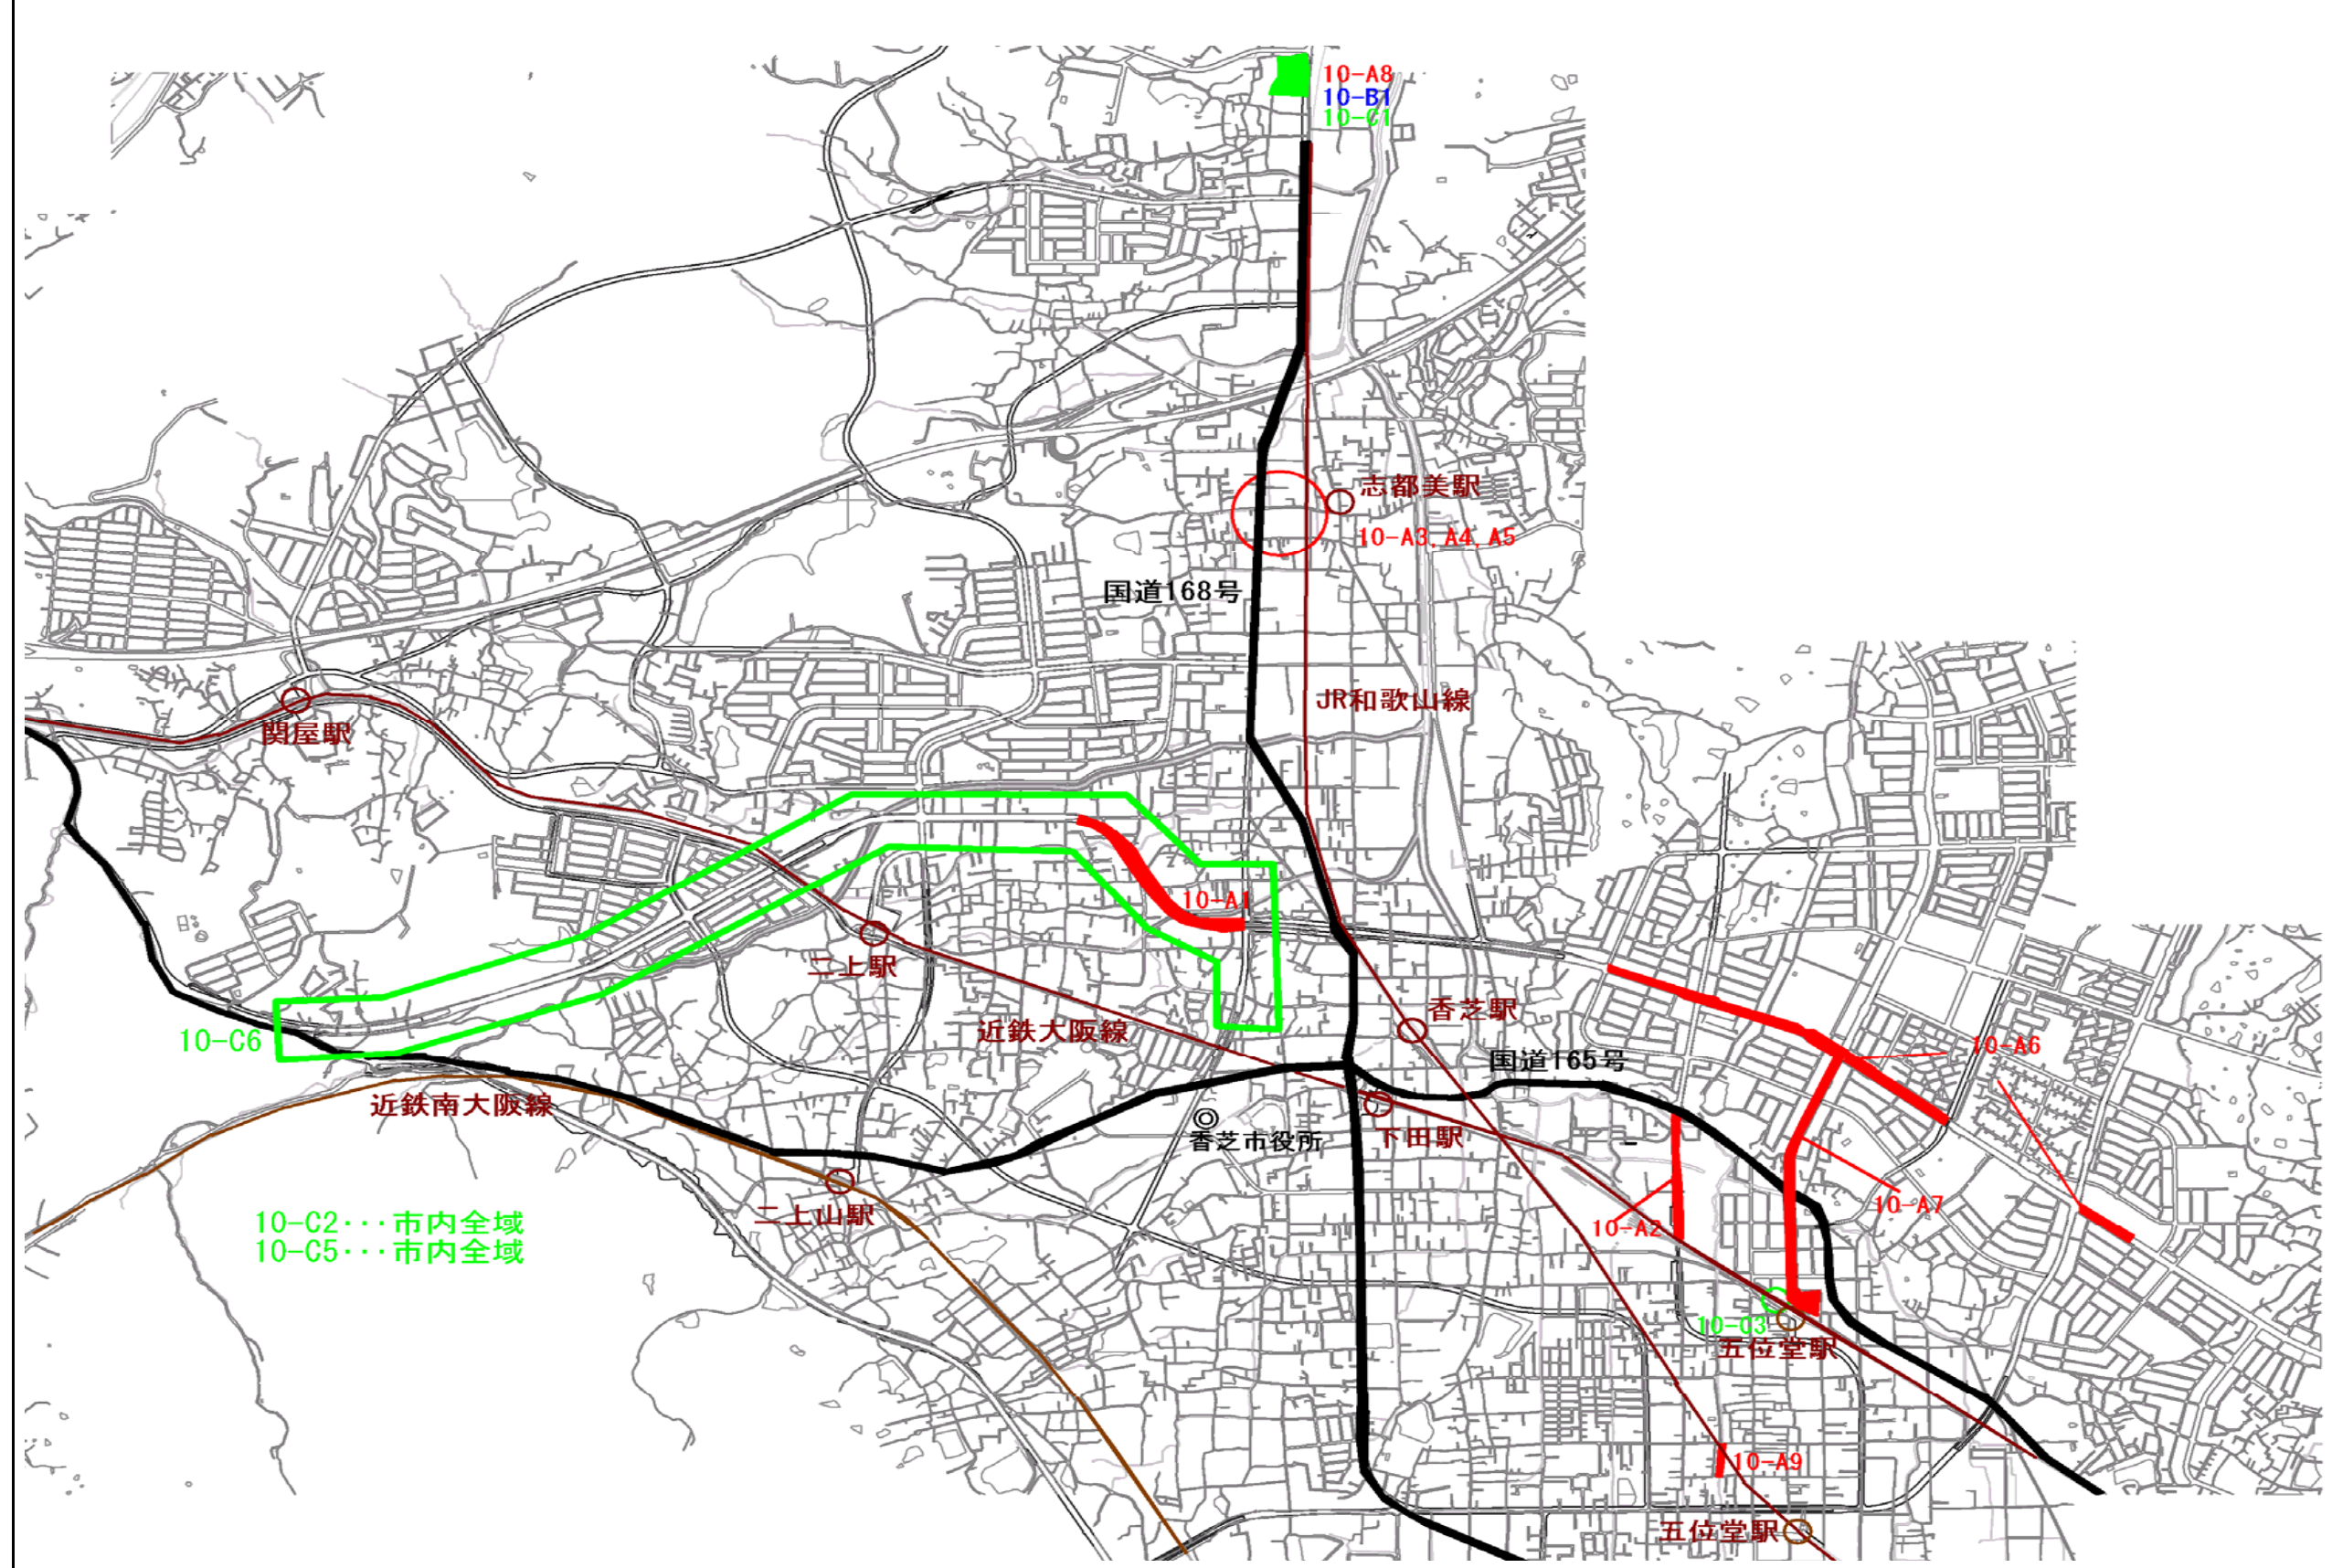 10-A8
10-B1
10-C1
志都美駅
10-A3, A4, A5
国道168号
JR和歌山線
関屋駅
10-A1
二上駅
香芝駅
近鉄大阪線
10-C6
国道165号
10-A6
近鉄南大阪線
香芝市役所
下田駅
10-A7
二上山駅
10-A2
10-C2・・・市内全域
10-C5・・・市内全域
10-C3
五位堂駅
10-A9
五位堂駅